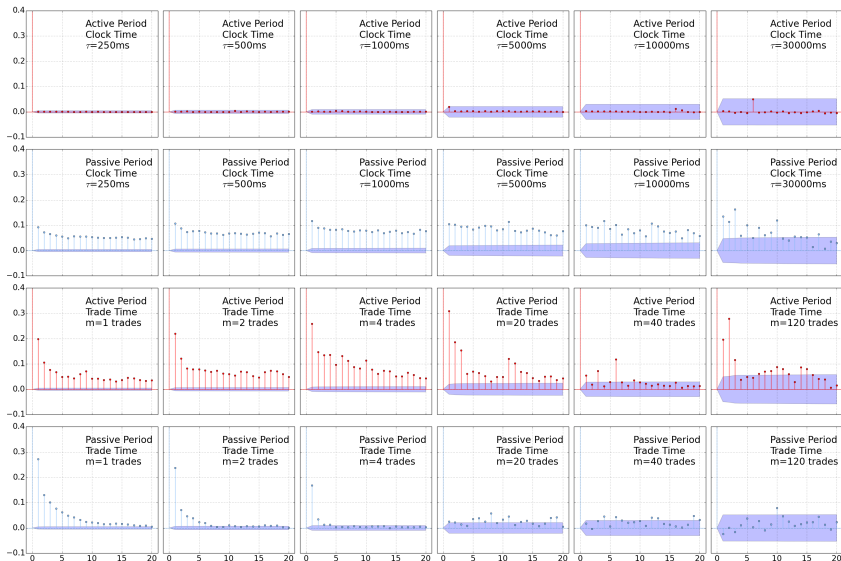 0.4
0.3
0.2
0.1
0.0
−0.1
Active Period
Clock Time
τ=250ms
Active Period
Clock Time
τ=500ms
Active Period
Clock Time
τ=1000ms
Active Period
Clock Time
τ=5000ms
Active Period
Clock Time
τ=10000ms
Active Period
Clock Time
τ=30000ms
0.4
0.3
0.2
0.1
0.0
−0.1
Passive Period
Clock Time
τ=250ms
Passive Period
Clock Time
τ=500ms
Passive Period
Clock Time
τ=1000ms
Passive Period
Clock Time
τ=5000ms
Passive Period
Clock Time
τ=10000ms
Passive Period
Clock Time
τ=30000ms
0.4
0.3
0.2
0.1
0.0
−0.1
Active Period
Trade Time
m=1 trades
Active Period
Trade Time
m=2 trades
Active Period
Trade Time
m=4 trades
Active Period
Trade Time
m=20 trades
Active Period
Trade Time
m=40 trades
Active Period
Trade Time
m=120 trades
0.4
0.3
0.2
0.1
0.0
−0.1
Passive Period
Trade Time
m=1 trades
Passive Period
Trade Time
m=2 trades
Passive Period
Trade Time
m=4 trades
Passive Period
Trade Time
m=20 trades
Passive Period
Trade Time
m=40 trades
Passive Period
Trade Time
m=120 trades
0 5 10 15 20
0 5 10 15 20
0 5 10 15 20
0 5 10 15 20
0 5 10 15 20
0 5 10 15 20